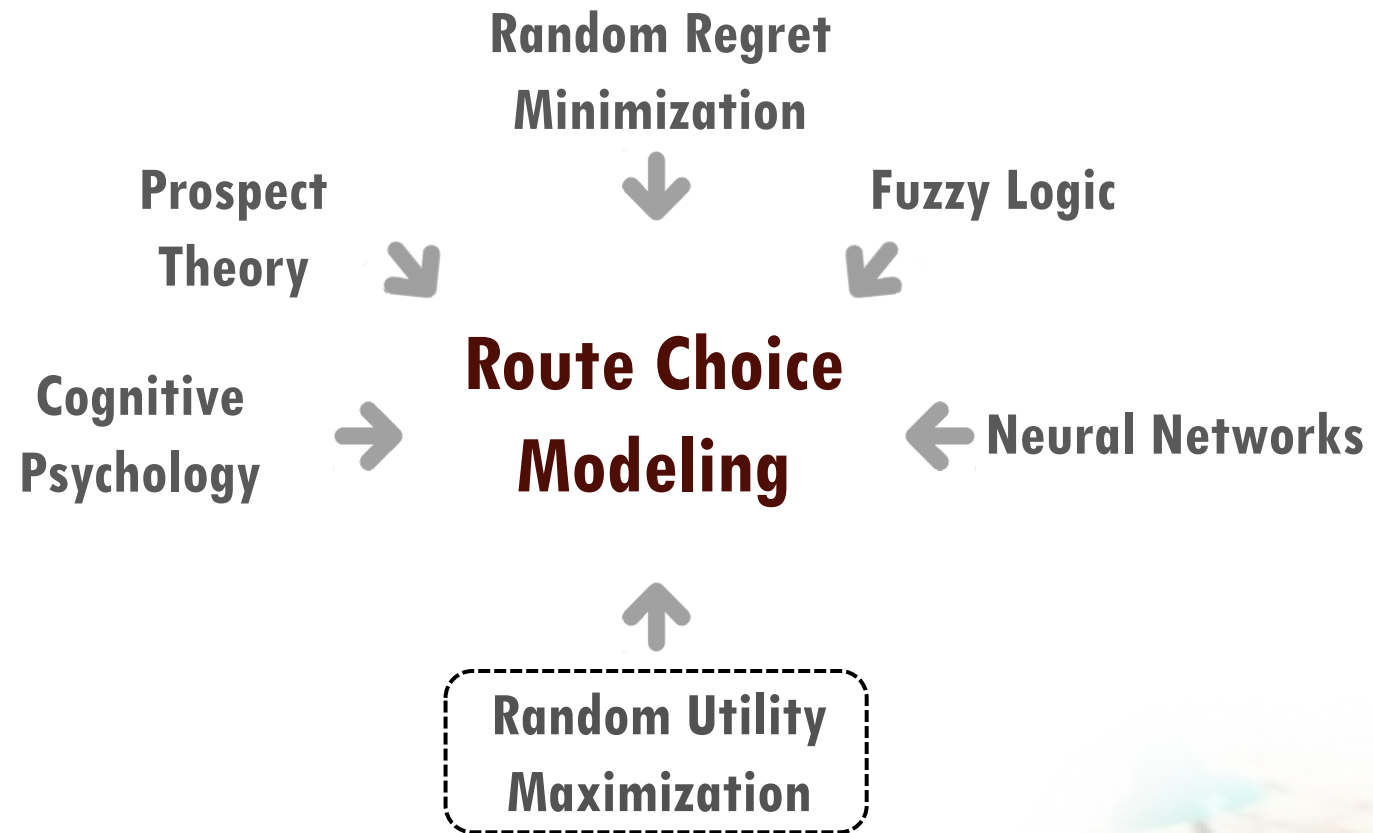 Random Regret
Minimization
Prospect
Theory
Fuzzy Logic
Cognitive
Psychology
Route Choice
Modeling
Neural Networks
Random Utility
Maximization